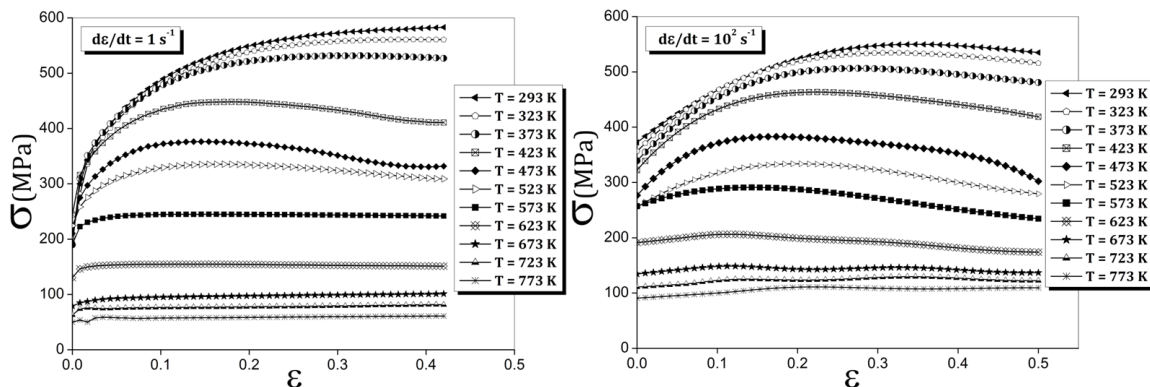 600
500
400
300
200
100
0
σ(MPa)
0.0
0.1
0.2
0.3
0.4
0.5
ε
dε/dt = 1 s⁻¹
T = 293 K
T = 323 K
T = 373 K
T = 423 K
T = 473 K
T = 523 K
T = 573 K
T = 623 K
T = 673 K
T = 723 K
T = 773 K
600
500
400
300
200
100
0
σ(MPa)
0.0
0.1
0.2
0.3
0.4
0.5
ε
dε/dt = 10² s⁻¹
T = 293 K
T = 323 K
T = 373 K
T = 423 K
T = 473 K
T = 523 K
T = 573 K
T = 623 K
T = 673 K
T = 723 K
T = 773 K